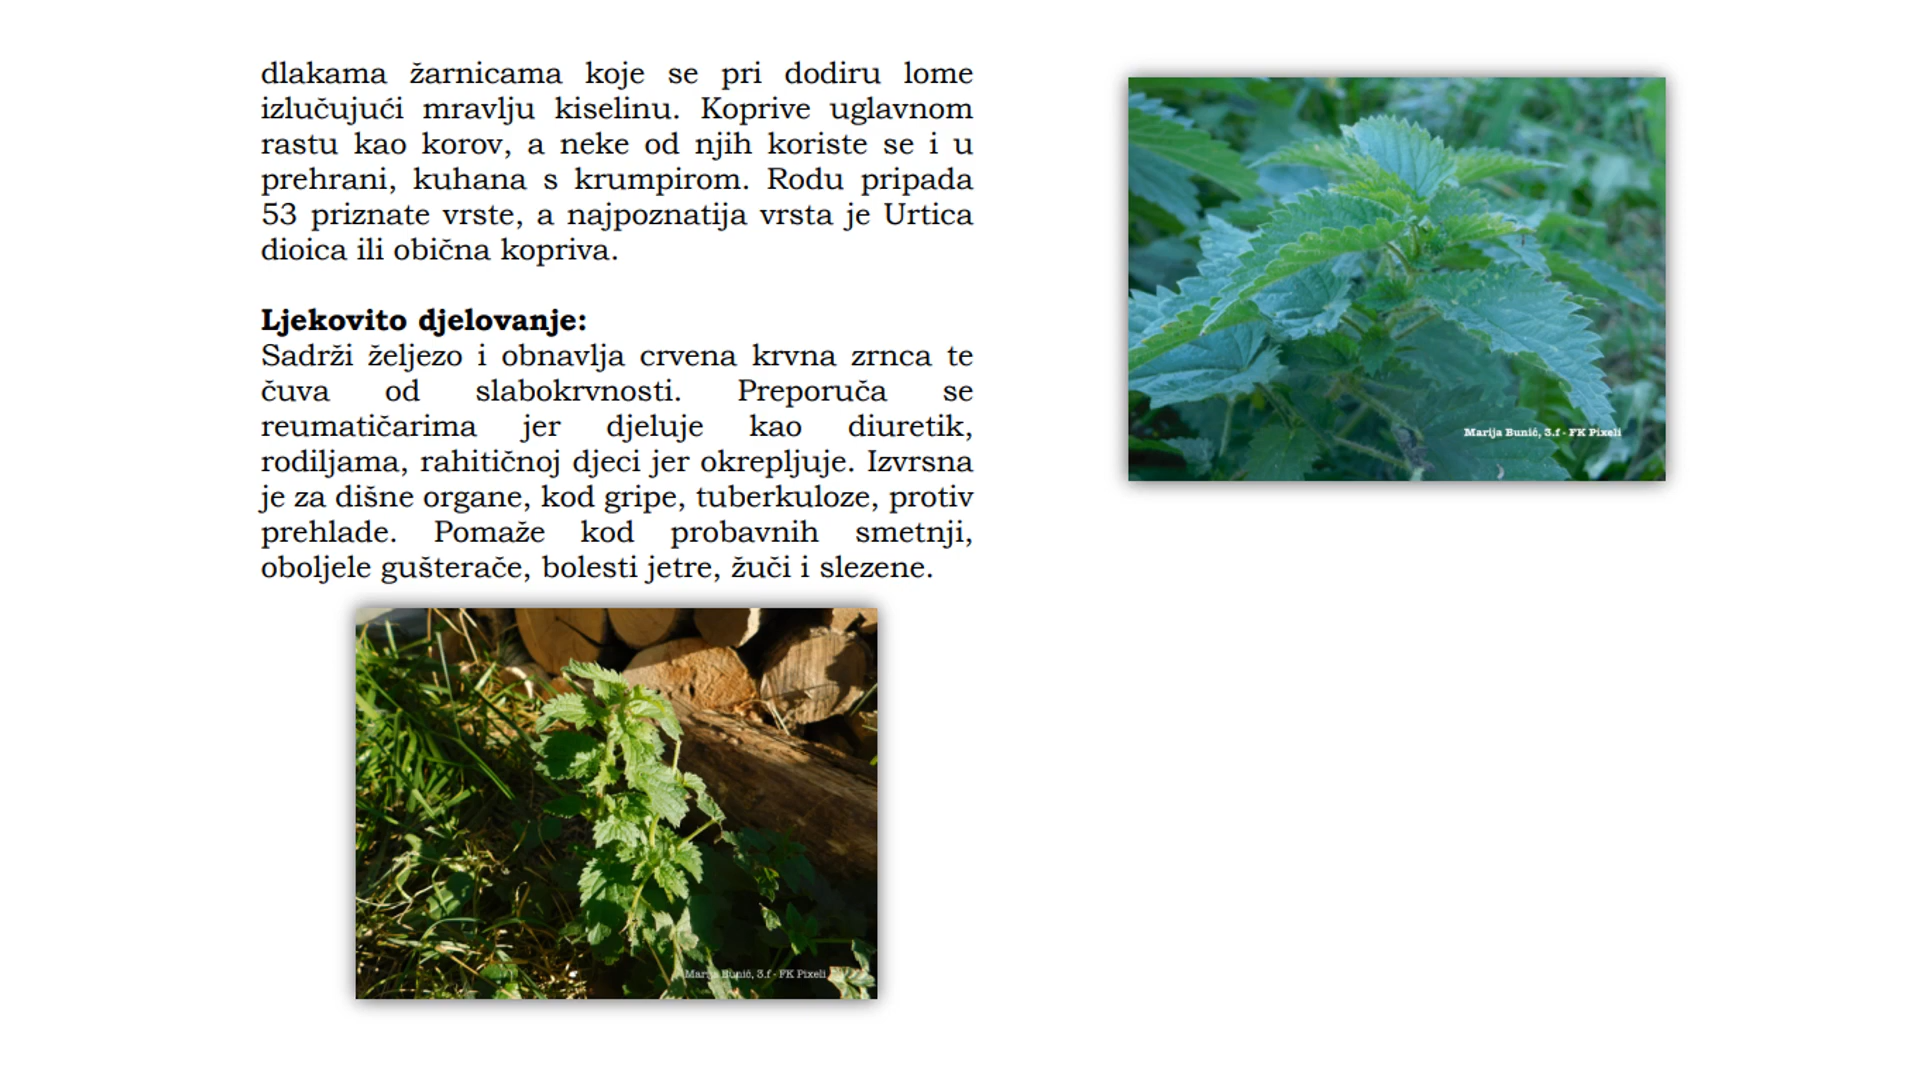 dlakama žarnicama koje se pri dodiru lome
izlučujući mravlju kiselinu. Koprive uglavnom
rastu kao korov, a neke od njih koriste se i u
prehrani, kuhana s krumpirom. Rodu pripada
53 priznate vrste, a najpoznatija vrsta je Urtica
dioica ili obična kopriva.
Ljekovito djelovanje:
Sadrži željezo i obnavlja crvena krvna zrnca te
čuva od slabokrvnosti. Preporuča se
reumatičarima jer djeluje kao diuretik,
rodiljama, rahitičnoj djeci jer okrepljuje. Izvrsna
je za dišne organe, kod gripe, tuberkuloze, protiv
prehlade. Pomaže kod probavnih smetnji,
oboljele gušterače, bolesti jetre, žuči i slezene.
Marija Bunić, 3.f - FK Pixeli
Marija Bunić, 3.f - FK Pixeli